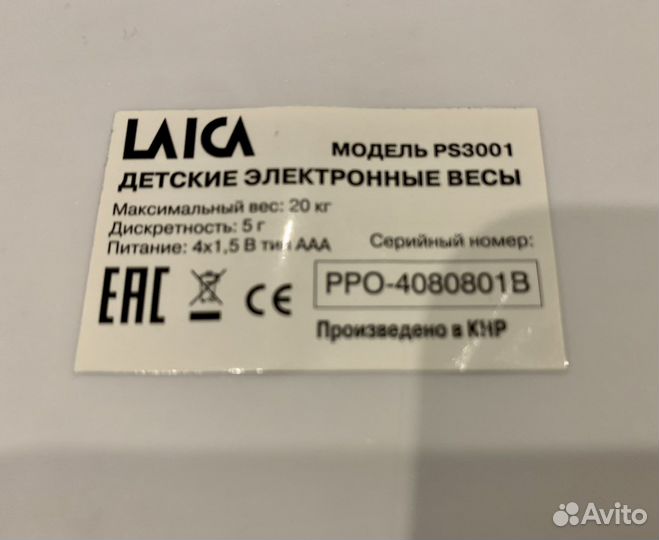 LAICA
МОДЕЛЬ PS3001
ДЕТСКИЕ ЭЛЕКТРОННЫЕ ВЕСЫ
Максимальный вес: 20 кг
Дискретность: 5 г
Питание: 4x1,5 В тип ААА
Серийный номер:
EAC
CE
PPO-4080801B
Произведено в КНР
Avito